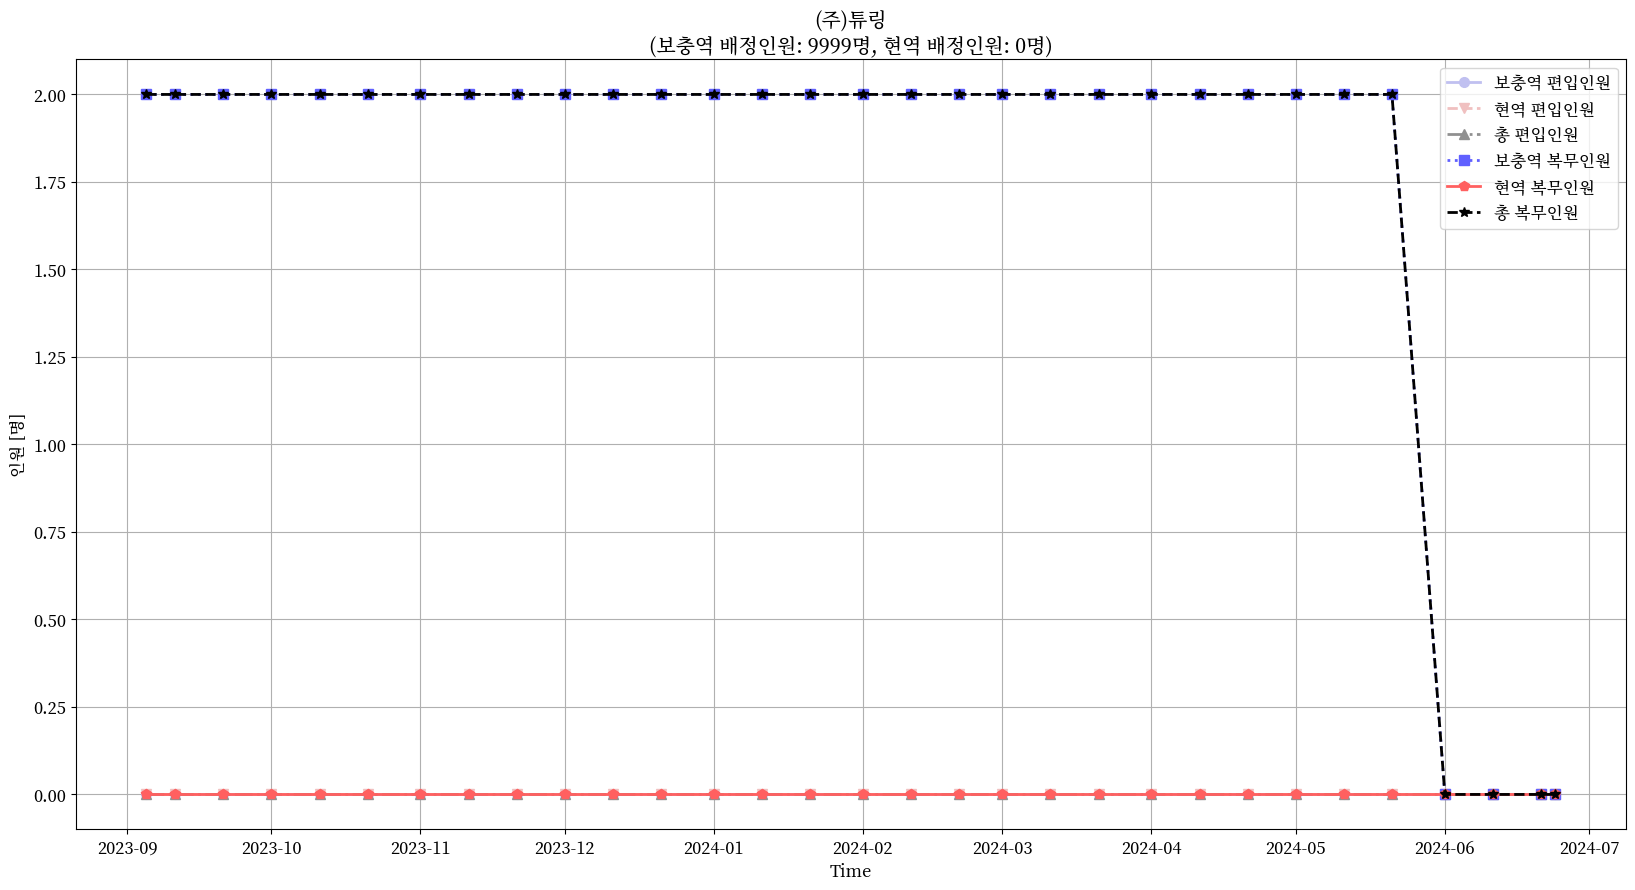 (주)튜링
(보충역 배정인원: 9999명, 현역 배정인원: 0명)
보충역 편입인원
현역 편입인원
총 편입인원
보충역 복무인원
현역 복무인원
총 복무인원
인원 [명]
2.00
1.75
1.50
1.25
1.00
0.75
0.50
0.25
0.00
2023-09 2023-10 2023-11 2023-12 2024-01 2024-02 2024-03 2024-04 2024-05 2024-06 2024-07
Time